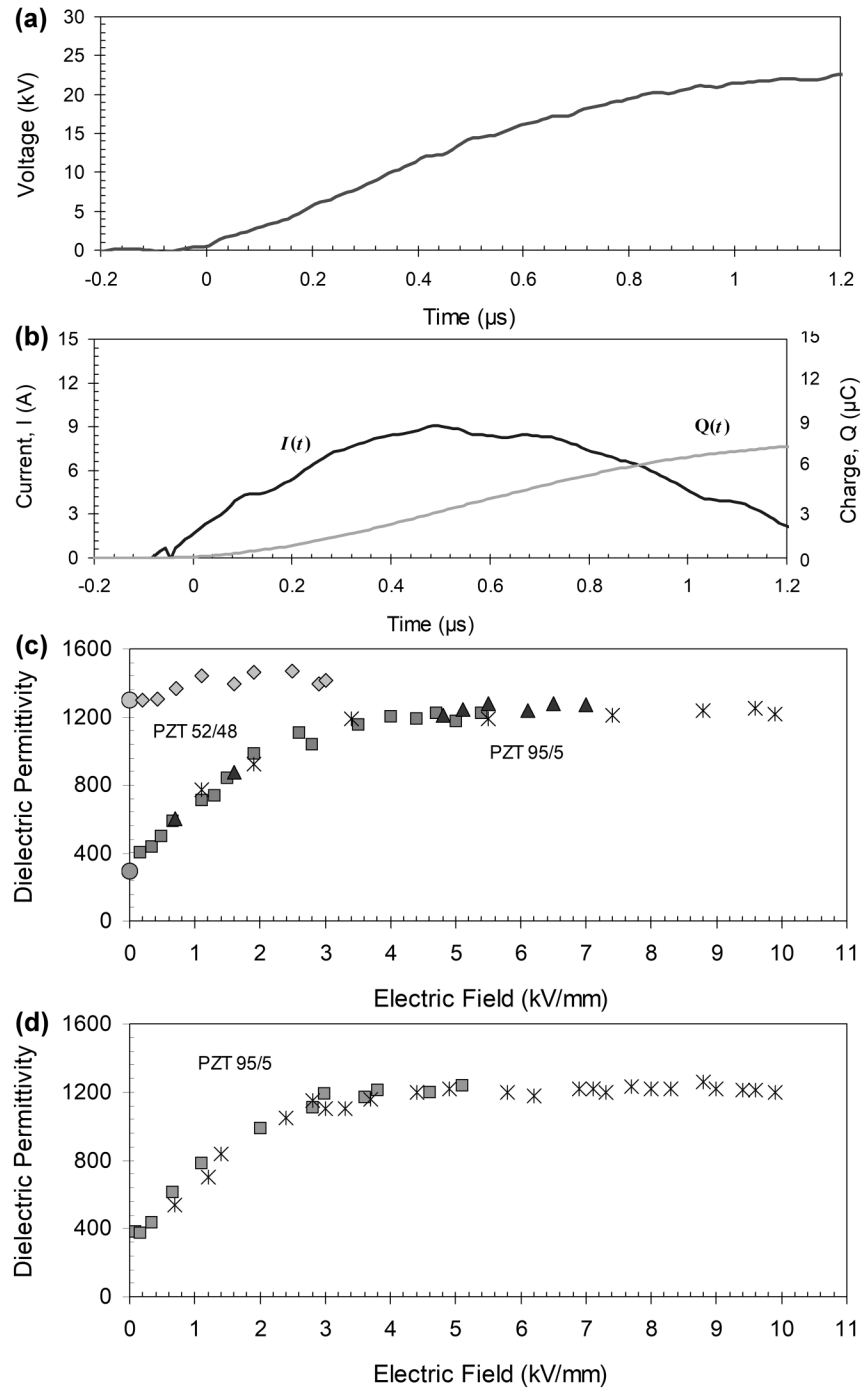 (a)
30
25
20
15
10
5
0
Voltage (kV)
-0.2 0 0.2 0.4 0.6 0.8 1 1.2
Time (µs)
(b)
15
12
9
6
3
0
Current, I (A)
I(t)
Q(t)
15
12
9
6
3
0
Charge, Q (µC)
-0.2 0 0.2 0.4 0.6 0.8 1 1.2
Time (µs)
(c)
1600
1200
800
400
0
Dielectric Permittivity
PZT 52/48
PZT 95/5
0 1 2 3 4 5 6 7 8 9 10 11
Electric Field (kV/mm)
(d)
1600
1200
800
400
0
Dielectric Permittivity
PZT 95/5
0 1 2 3 4 5 6 7 8 9 10 11
Electric Field (kV/mm)